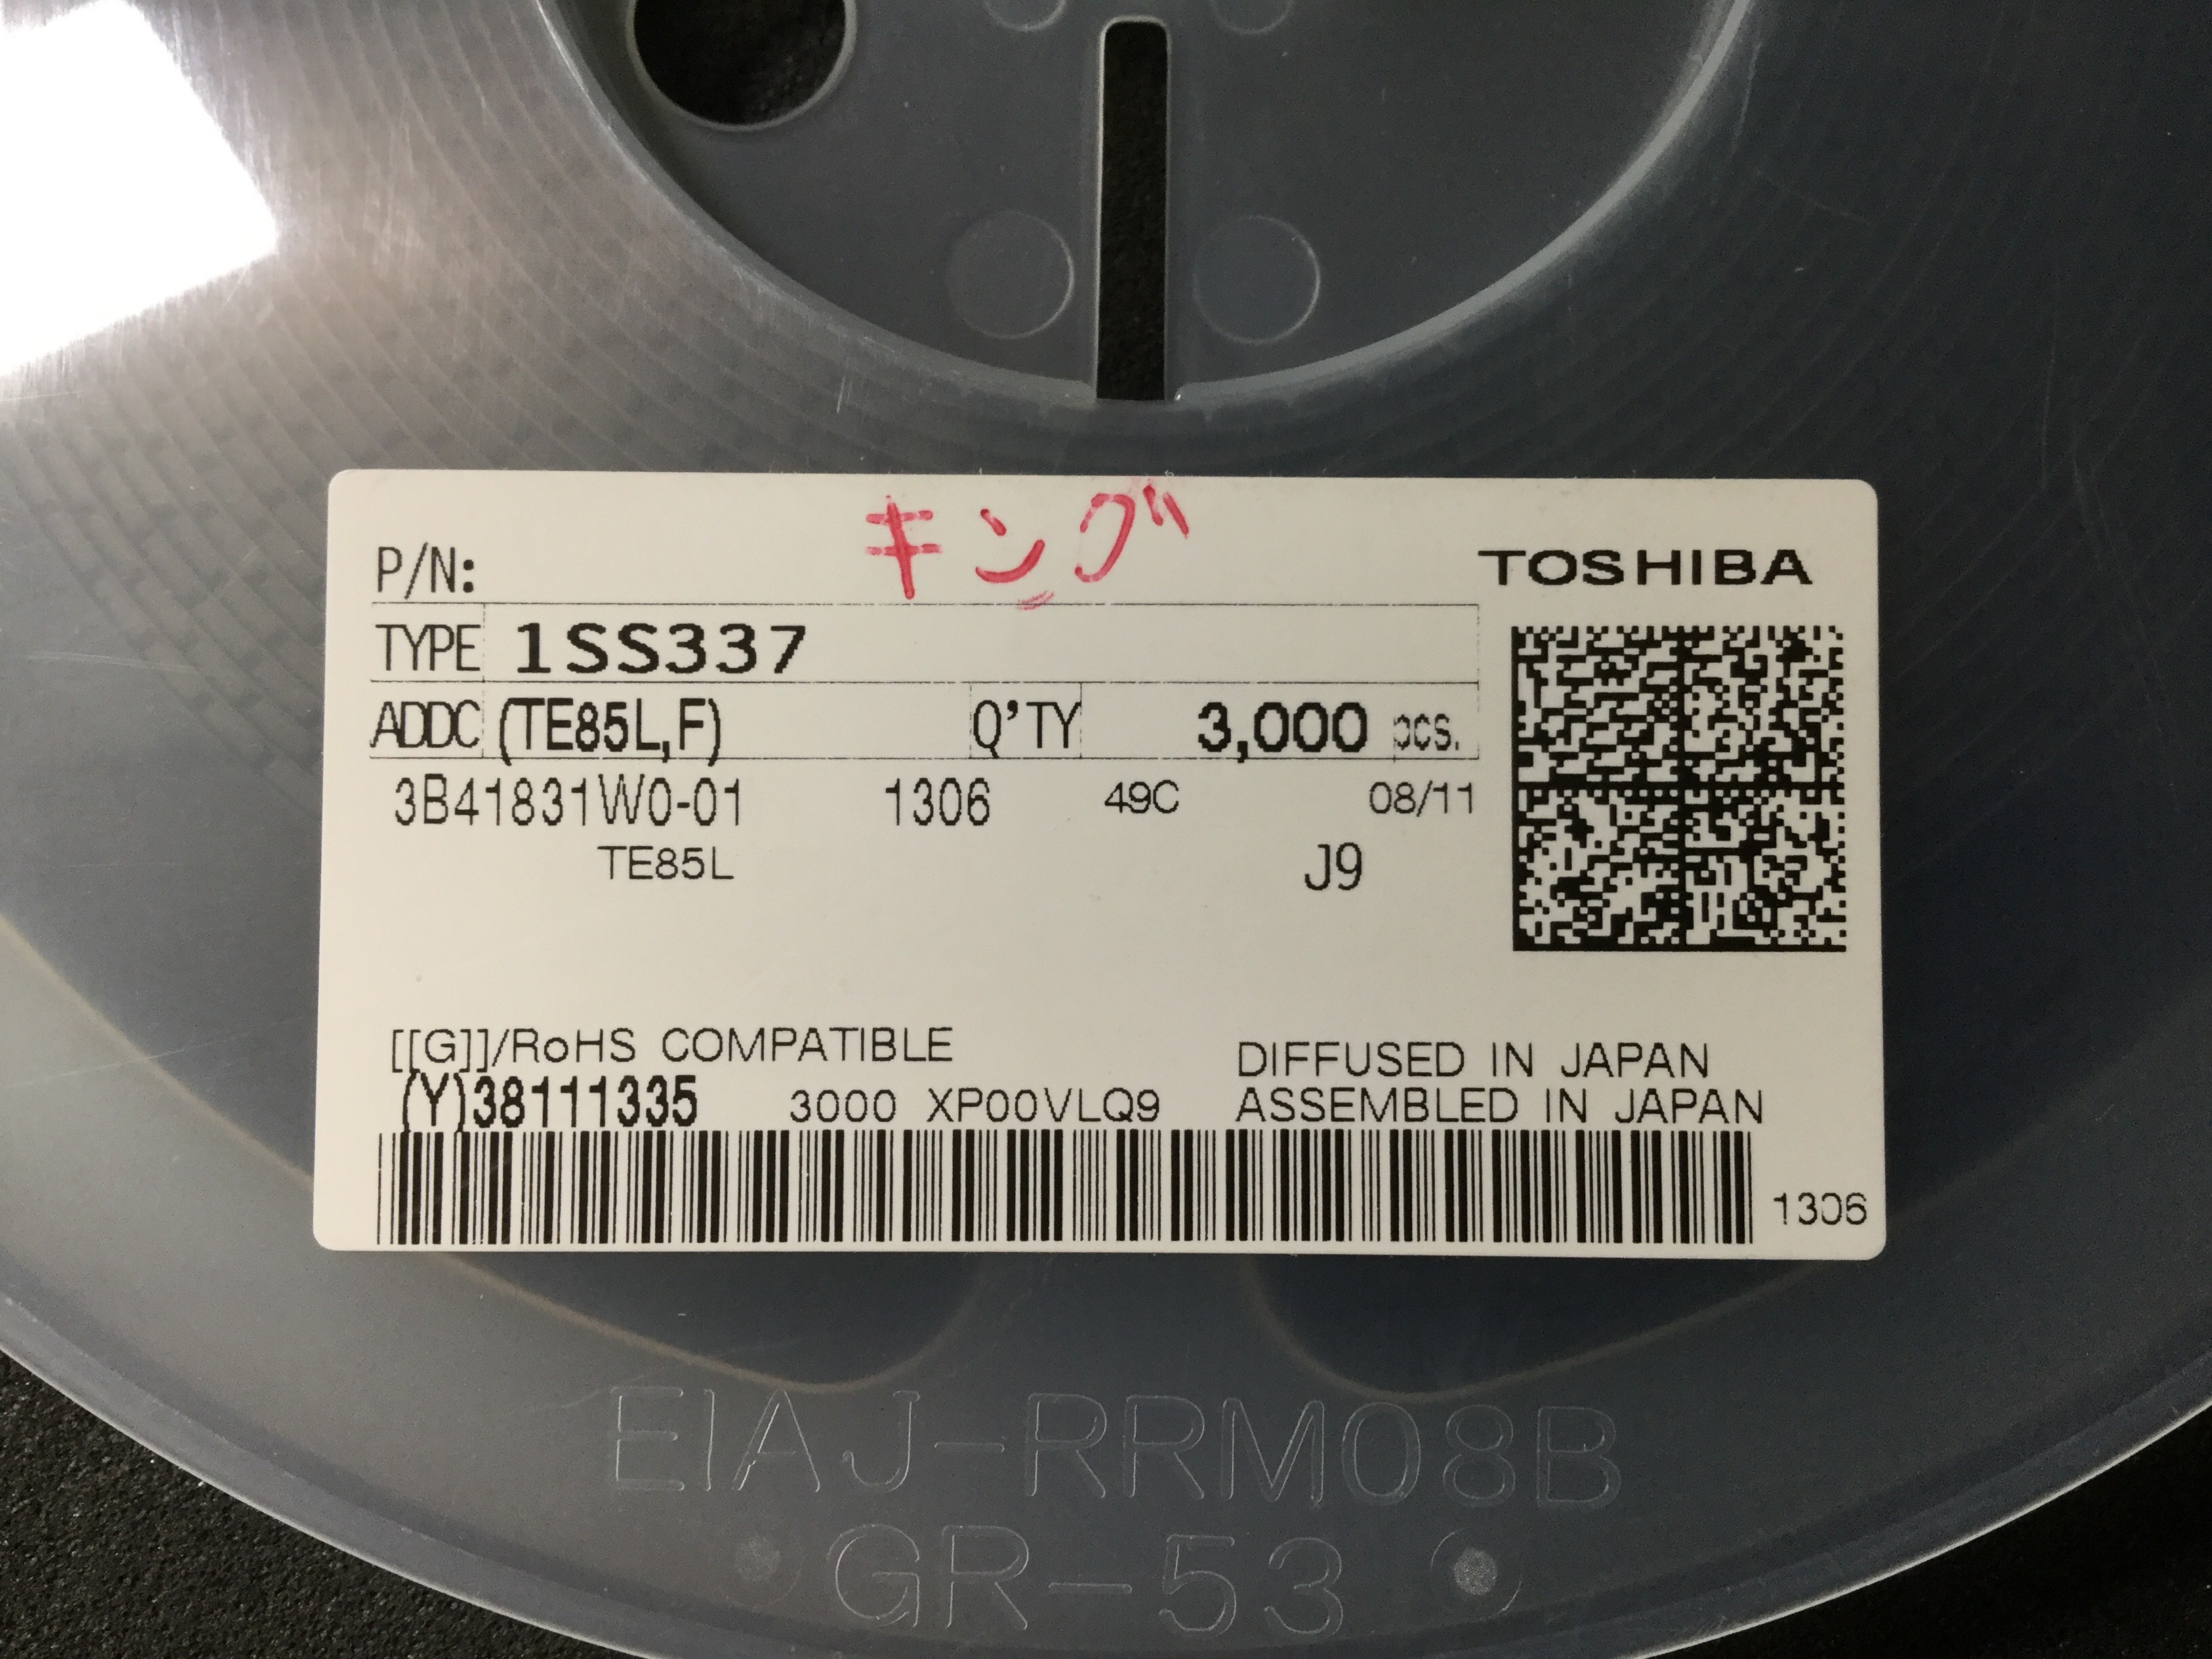 キング
P/N:
TOSHIBA
TYPE 1SS337
ADDC (TE85L,F) Q'TY 3,000 pcs.
3B41831W0-01 1306 49C 08/11
TE85L J9
[[G]]/RoHS COMPATIBLE
DIFFUSED IN JAPAN
(Y)38111335 3000 XP00VLQ9
ASSEMBLED IN JAPAN
1306
EIAJ-RRM08B
GR-53